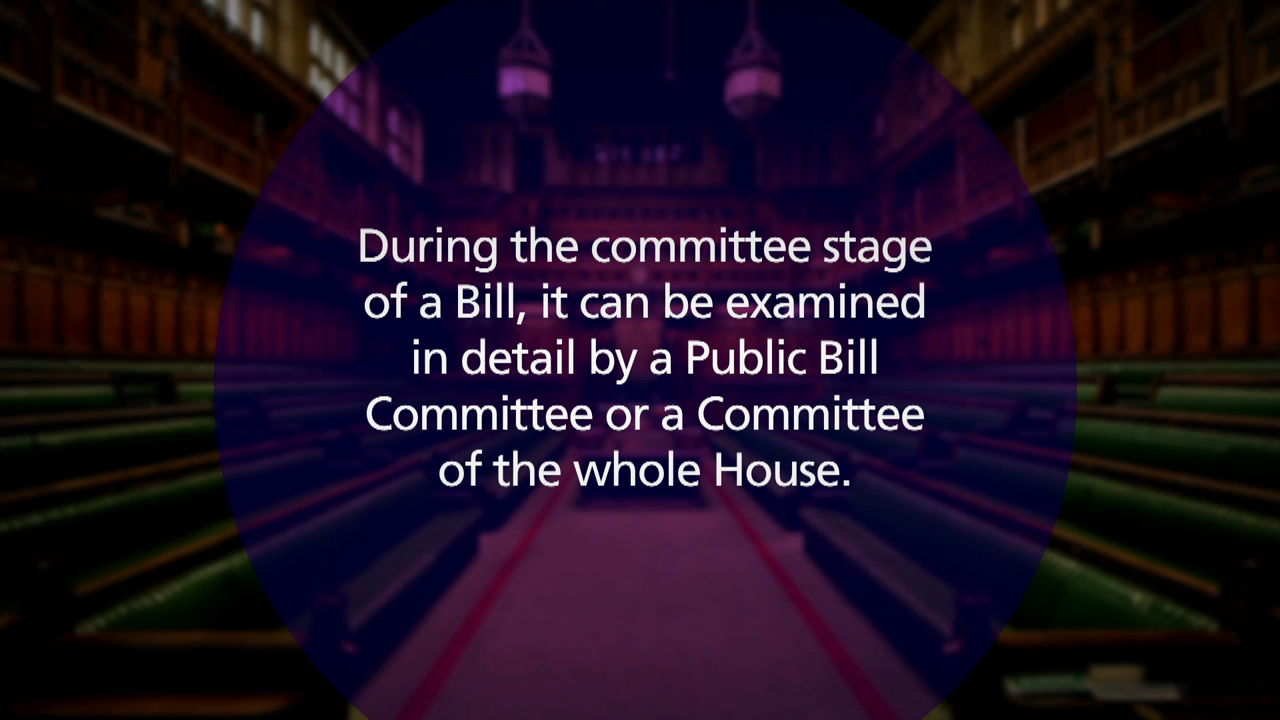 During the committee stage
of a Bill, it can be examined
in detail by a Public Bill
Committee or a Committee
of the whole House.